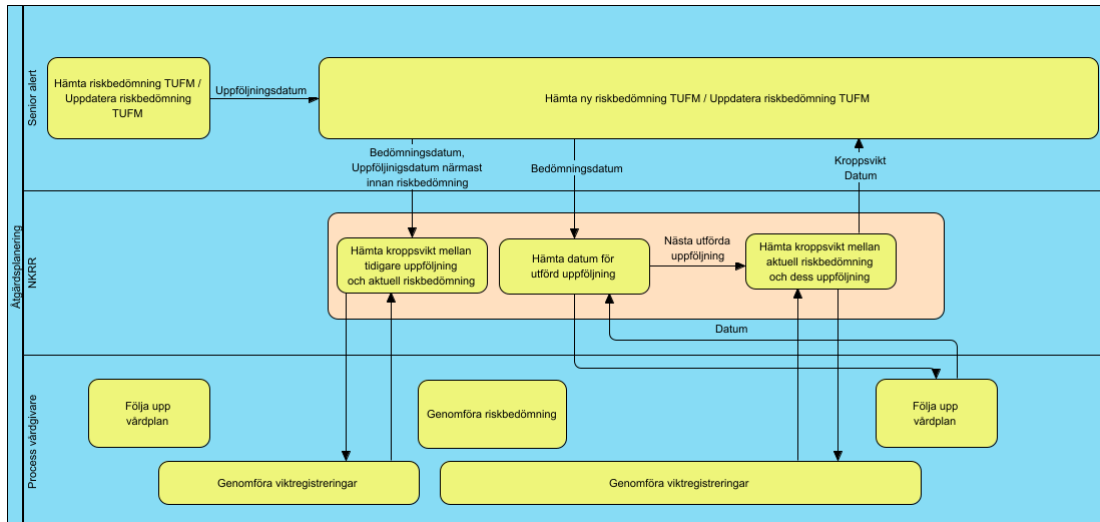 Åtgärdsplanering
Senior alert
Hämta riskbedömning TUFM /
Uppdatera riskbedömning
TUFM
Uppföljningsdatum
Hämta ny riskbedömning TUFM / Uppdatera riskbedömning TUFM
Bedömningsdatum,
Uppföljinigsdatum närmast
innan riskbedömning
Bedömningsdatum
Kroppsvikt
Datum
NKRR
Hämta kroppsvikt mellan
tidigare uppföljning
och aktuell riskbedömning
Hämta datum för
utförd uppföljning
Nästa utförda
uppföljning
Hämta kroppsvikt mellan
aktuell riskbedömning
och dess uppföljning
Datum
Process vårdgivare
Följa upp
vårdplan
Genomföra riskbedömning
Följa upp
vårdplan
Genomföra viktregistreringar
Genomföra viktregistreringar